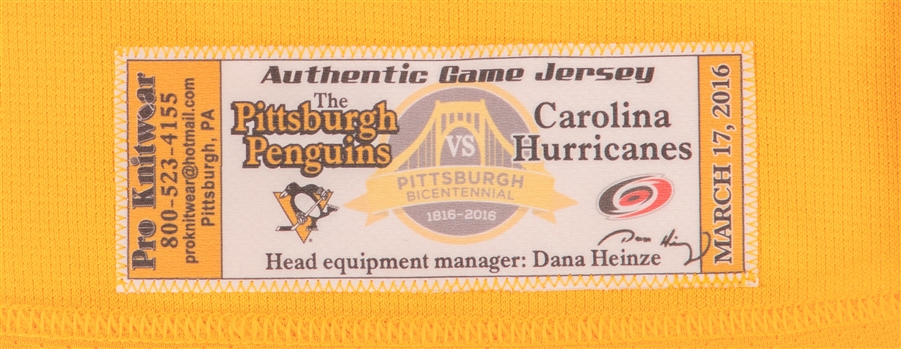 Pro Knitwear
800-523-4155
proknitwear@hotmail.com
Pittsburgh, PA
Authentic Game Jersey
The
Pittsburgh
Penguins
VS
PITTSBURGH
BICENTENNIAL
1816-2016
Carolina
Hurricanes
Head equipment manager: Dana Heinze
MARCH 17, 2016